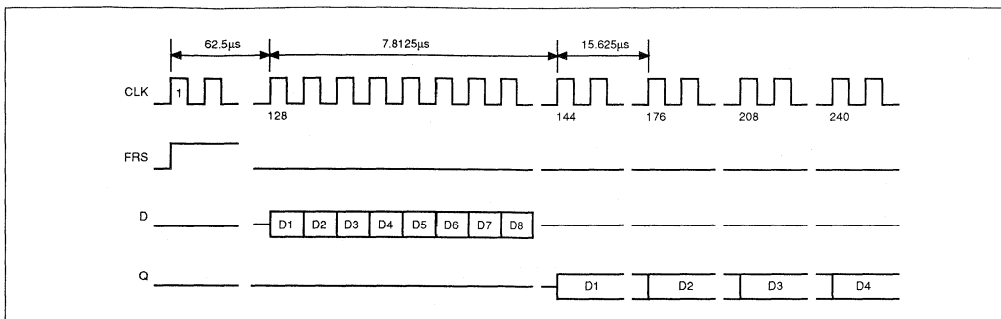 62.5µs 7.8125µs 15.625µs
CLK 1
128 144 176 208 240
FRS
D D1 D2 D3 D4 D5 D6 D7 D8
Q D1 D2 D3 D4